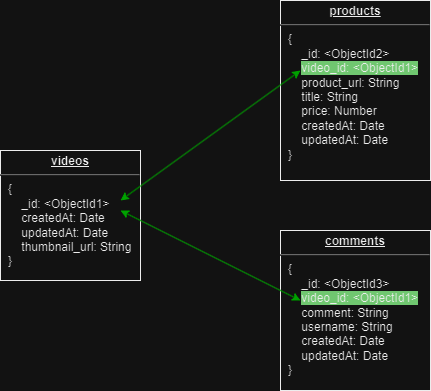 products
{
_id: <ObjectId2>
video_id: <ObjectId1>
product_url: String
title: String
price: Number
createdAt: Date
updatedAt: Date
}
videos
{
_id: <ObjectId1>
createdAt: Date
updatedAt: Date
thumbnail_url: String
}
comments
{
_id: <ObjectId3>
video_id: <ObjectId1>
comment: String
username: String
createdAt: Date
updatedAt: Date
}